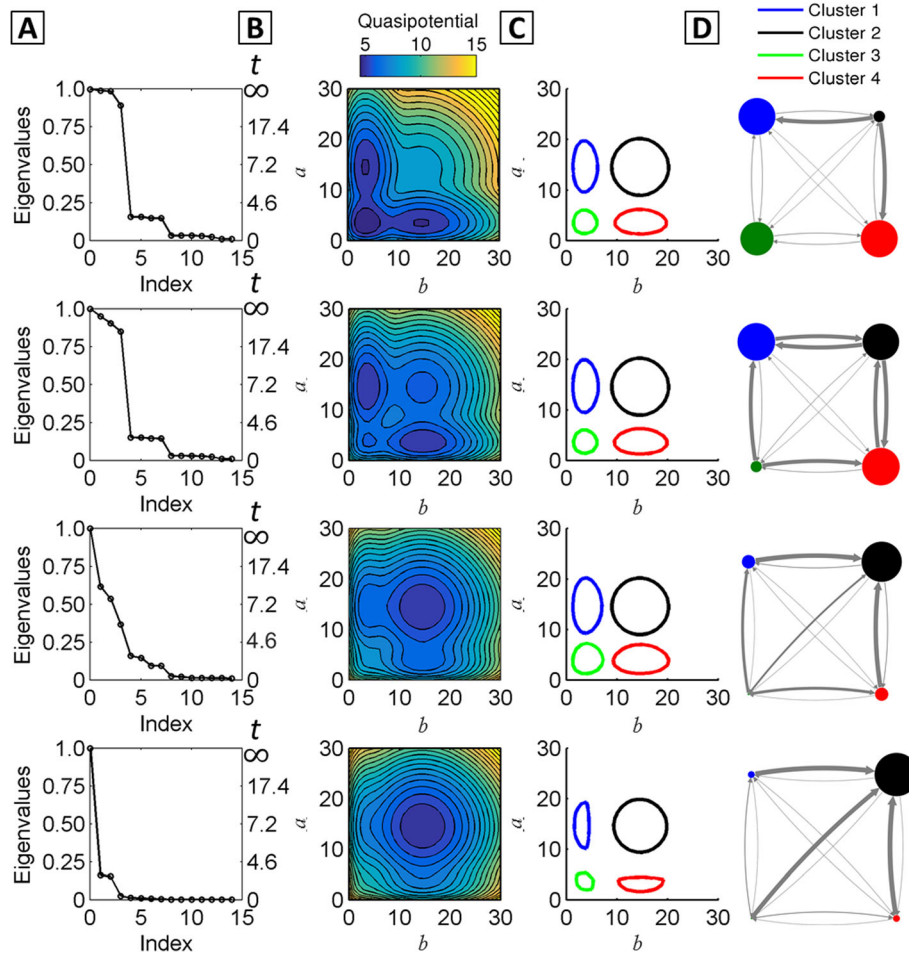 A
B
Quasipotential
5 10 15
C
D
Cluster 1
Cluster 2
Cluster 3
Cluster 4
t
1.0 ∞ 30 30
0.75 17.4 20 20
Eigenvalues a a
0.50 7.2
0.25 4.6 10 10
0 0 0 0
0 5 10 15 0 10 20 30 0 10 20 30
Index b b
t
1.0 ∞ 30 30
0.75 17.4 20 20
Eigenvalues a a
0.50 7.2
0.25 4.6 10 10
0 0 0 0
0 5 10 15 0 10 20 30 0 10 20 30
Index b b
t
1.0 ∞ 30 30
0.75 17.4 20 20
Eigenvalues a a
0.50 7.2
0.25 4.6 10 10
0 0 0 0
0 5 10 15 0 10 20 30 0 10 20 30
Index b b
t
1.0 ∞ 30 30
0.75 17.4 20 20
Eigenvalues a a
0.50 7.2
0.25 4.6 10 10
0 0 0 0
0 5 10 15 0 10 20 30 0 10 20 30
Index b b